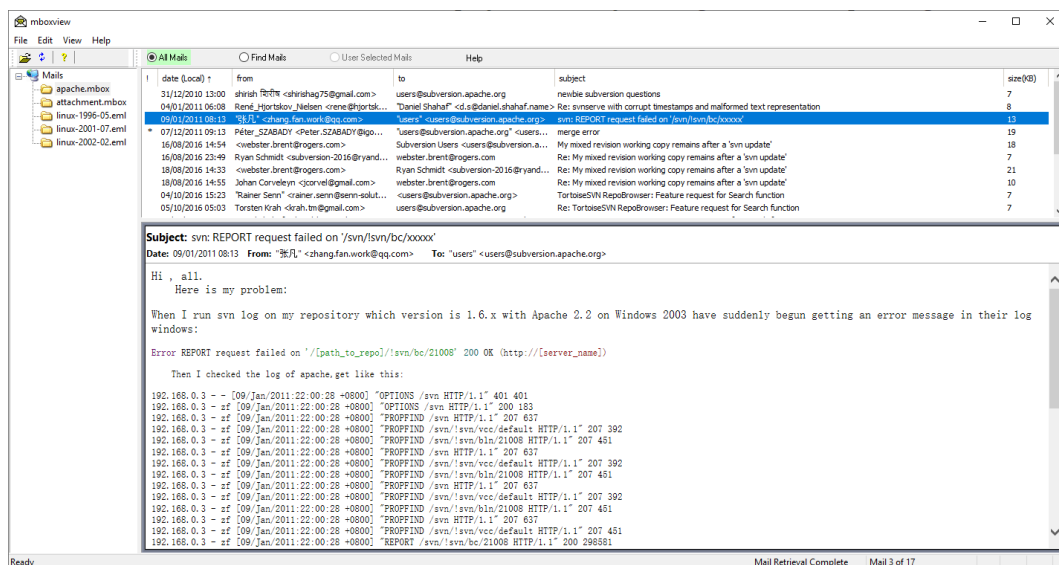 mboxview
File Edit View Help
? All Mails Find Mails User Selected Mails Help
Mails
apache.mbox
attachment.mbox
linux-1996-05.eml
linux-2001-07.eml
linux-2002-02.eml
! date (Local) ↑ from to subject size(KB)
31/12/2010 13:00 shirish शिरीष <shirishag75@gmail.com> users@subversion.apache.org newbie subversion questions 7
04/01/2011 06:08 René_Hjortskov_Nielsen <rene@hjortsk... "Daniel Shahaf" <d.s@daniel.shahaf.name> Re: svnserve with corrupt timestamps and malformed text representation 8
09/01/2011 08:13 "张凡" <zhang.fan.work@qq.com> "users" <users@subversion.apache.org> svn: REPORT request failed on '/svn/!svn/bc/xxxxx' 13
* 07/12/2011 09:13 Péter_SZABADY <Peter.SZABADY@igo... "users@subversion.apache.org" <users... merge error 19
16/08/2016 14:54 <webster.brent@rogers.com> Subversion Users <users@subversion.a... My mixed revision working copy remains after a 'svn update' 18
16/08/2016 23:49 Ryan Schmidt <subversion-2016@ryand... webster.brent@rogers.com Re: My mixed revision working copy remains after a 'svn update' 7
18/08/2016 14:33 <webster.brent@rogers.com> Ryan Schmidt <subversion-2016@ryand... Re: My mixed revision working copy remains after a 'svn update' 21
18/08/2016 14:55 Johan Corveleyn <jcorvel@gmail.com> webster.brent@rogers.com Re: My mixed revision working copy remains after a 'svn update' 10
04/10/2016 15:23 "Rainer Senn" <rainer.senn@senn-solut... <users@subversion.apache.org> TortoiseSVN RepoBrowser: Feature request for Search function 7
05/10/2016 05:03 Torsten Krah <krah.tm@gmail.com> users@subversion.apache.org Re: TortoiseSVN RepoBrowser: Feature request for Search function 7
Subject: svn: REPORT request failed on '/svn/!svn/bc/xxxxx'
Date: 09/01/2011 08:13 From: "张凡" <zhang.fan.work@qq.com> To: "users" <users@subversion.apache.org>
Hi , all.
Here is my problem:
When I run svn log on my repository which version is 1.6.x with Apache 2.2 on Windows 2003 have suddenly begun getting an error message in their log
windows:
Error REPORT request failed on '/[path_to_repo]/!svn/bc/21008' 200 OK (http://[server_name])
Then I checked the log of apache,get like this:
192.168.0.3 - - [09/Jan/2011:22:00:28 +0800] "OPTIONS /svn HTTP/1.1" 401 401
192.168.0.3 - zf [09/Jan/2011:22:00:28 +0800] "OPTIONS /svn HTTP/1.1" 200 183
192.168.0.3 - zf [09/Jan/2011:22:00:28 +0800] "PROPFIND /svn HTTP/1.1" 207 637
192.168.0.3 - zf [09/Jan/2011:22:00:28 +0800] "PROPFIND /svn/!svn/vcc/default HTTP/1.1" 207 392
192.168.0.3 - zf [09/Jan/2011:22:00:28 +0800] "PROPFIND /svn/!svn/bln/21008 HTTP/1.1" 207 451
192.168.0.3 - zf [09/Jan/2011:22:00:28 +0800] "PROPFIND /svn HTTP/1.1" 207 637
192.168.0.3 - zf [09/Jan/2011:22:00:28 +0800] "PROPFIND /svn/!svn/vcc/default HTTP/1.1" 207 392
192.168.0.3 - zf [09/Jan/2011:22:00:28 +0800] "PROPFIND /svn/!svn/bln/21008 HTTP/1.1" 207 451
192.168.0.3 - zf [09/Jan/2011:22:00:28 +0800] "PROPFIND /svn HTTP/1.1" 207 637
192.168.0.3 - zf [09/Jan/2011:22:00:28 +0800] "PROPFIND /svn/!svn/vcc/default HTTP/1.1" 207 392
192.168.0.3 - zf [09/Jan/2011:22:00:28 +0800] "PROPFIND /svn/!svn/bln/21008 HTTP/1.1" 207 451
192.168.0.3 - zf [09/Jan/2011:22:00:28 +0800] "PROPFIND /svn HTTP/1.1" 207 637
192.168.0.3 - zf [09/Jan/2011:22:00:28 +0800] "PROPFIND /svn/!svn/vcc/default HTTP/1.1" 207 451
192.168.0.3 - zf [09/Jan/2011:22:00:28 +0800] "REPORT /svn/!svn/bc/21008 HTTP/1.1" 200 298581
Ready Mail Retrieval Complete Mail 3 of 17